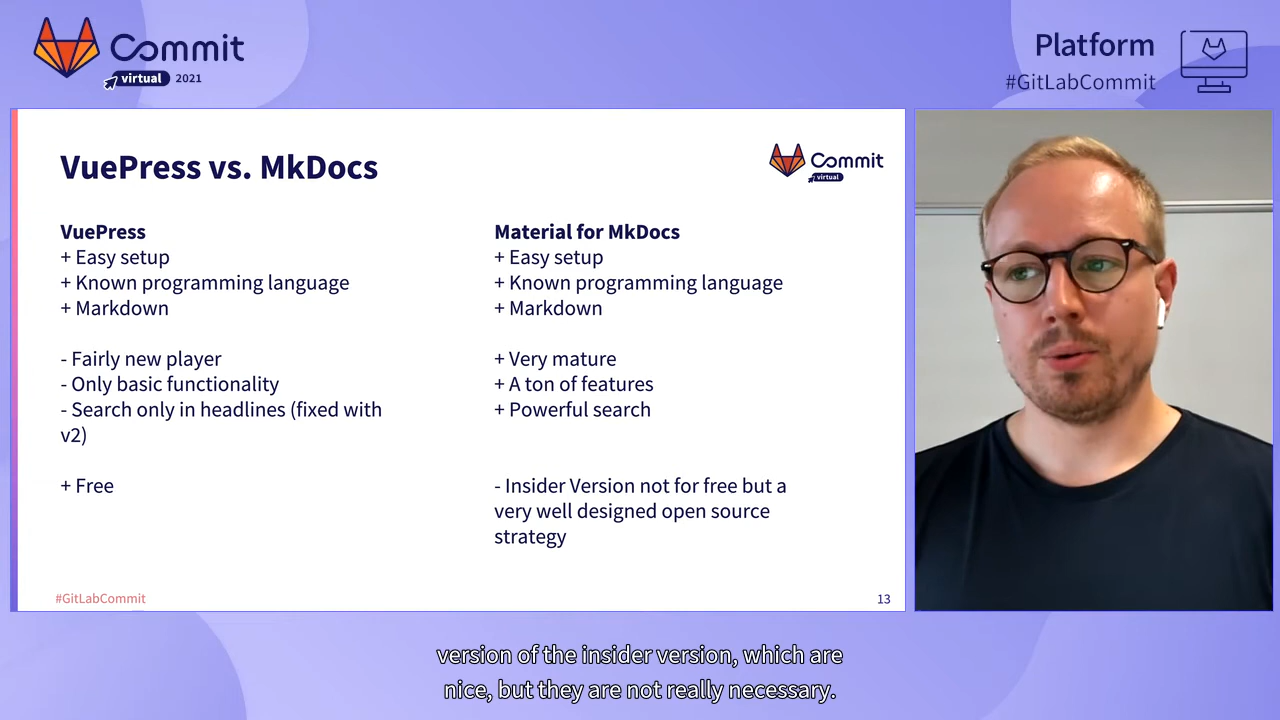 Commit
virtual 2021
Platform
#GitLabCommit
VuePress vs. MkDocs
Commit
virtual
VuePress
+ Easy setup
+ Known programming language
+ Markdown
- Fairly new player
- Only basic functionality
- Search only in headlines (fixed with
v2)
+ Free
Material for MkDocs
+ Easy setup
+ Known programming language
+ Markdown
+ Very mature
+ A ton of features
+ Powerful search
- Insider Version not for free but a
very well designed open source
strategy
#GitLabCommit
13
version of the insider version, which are
nice, but they are not really necessary.